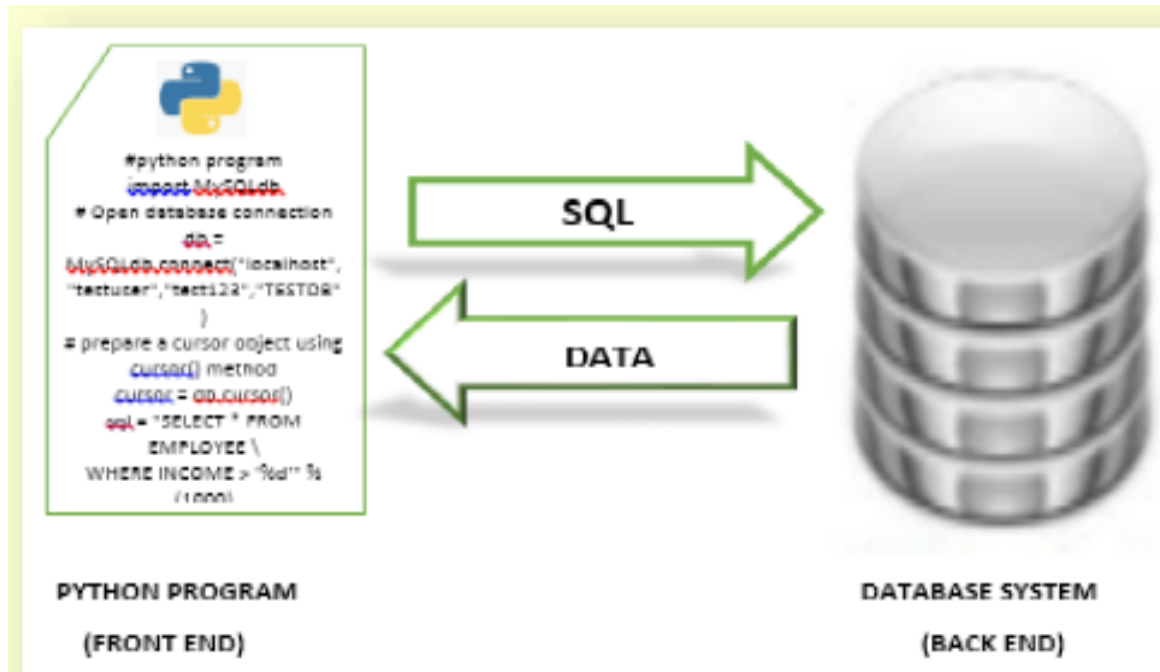 #python program
import MySQLdb
# Open database connection
db =
MySQLdb.connect("localhost",
"testuser","test123","TESTDB"
)
# prepare a cursor object using
cursor() method
cursor = db.cursor()
sql = "SELECT * FROM
EMPLOYEE \
WHERE INCOME > '%d'" %
(1000)
SQL
DATA
PYTHON PROGRAM
(FRONT END)
DATABASE SYSTEM
(BACK END)